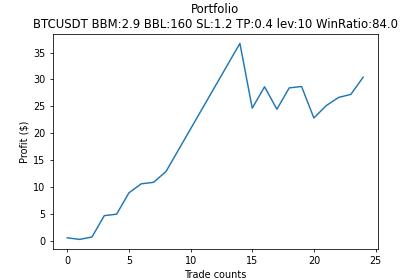 Portfolio
BTCUSDT BBM:2.9 BBL:160 SL:1.2 TP:0.4 lev:10 WinRatio:84.0
35
30
25
20
15
10
5
0
Profit ($)
0 5 10 15 20 25
Trade counts